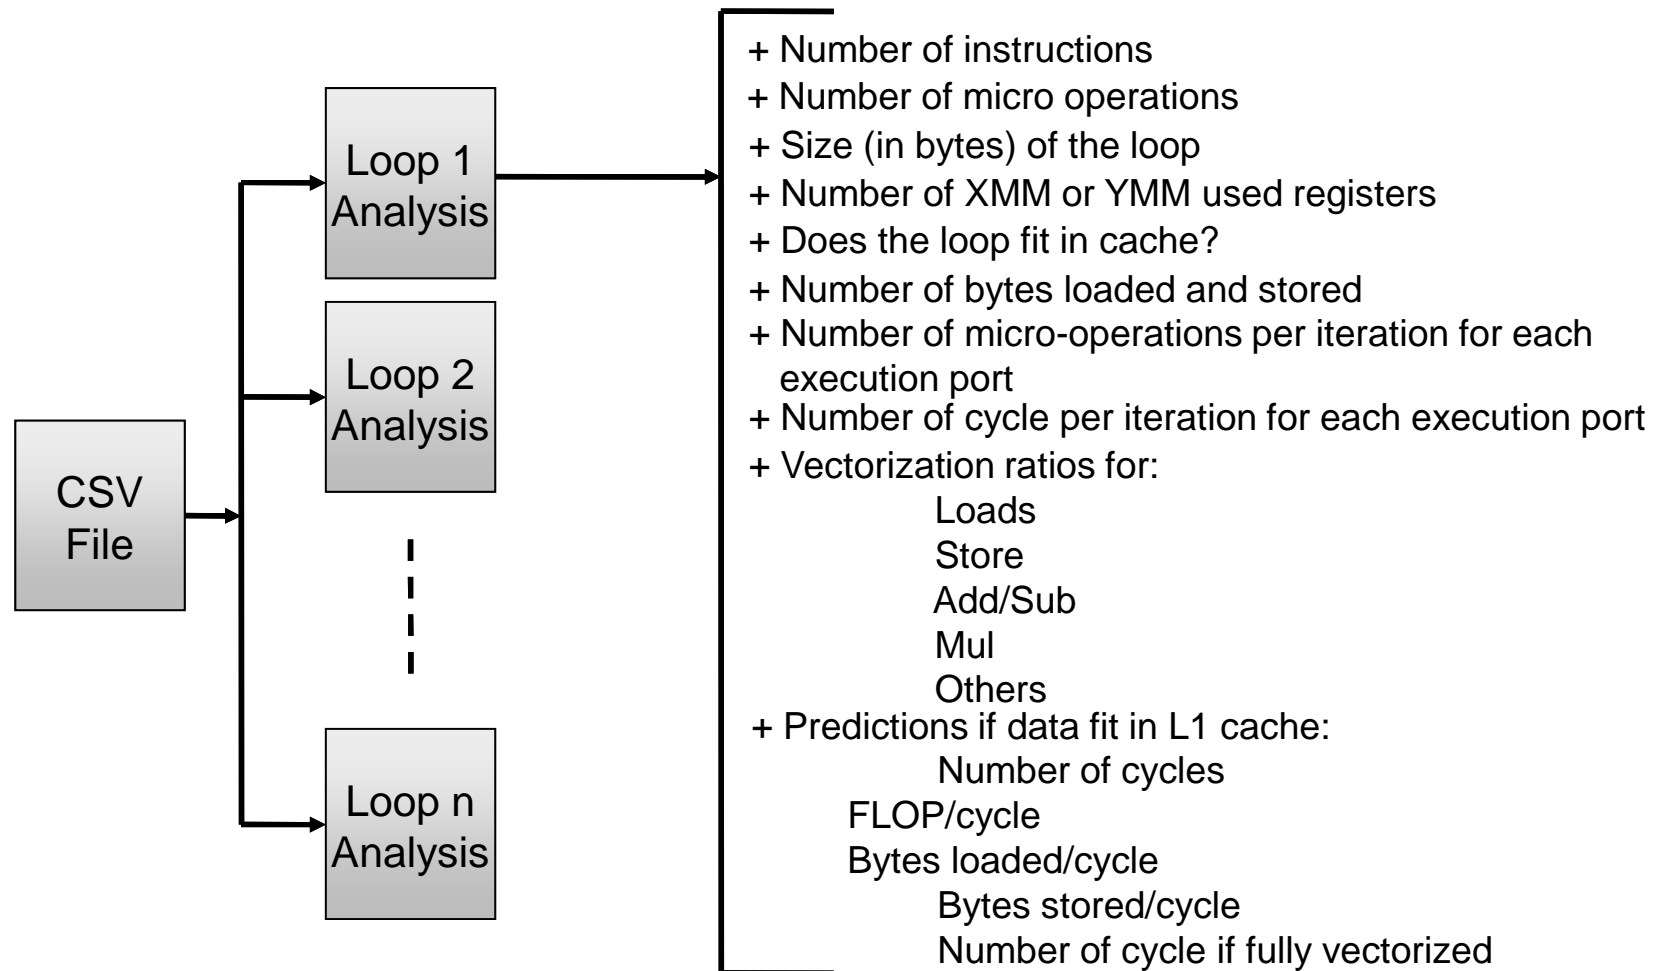 CSV
File
Loop 1
Analysis
Loop 2
Analysis
Loop n
Analysis
+ Number of instructions
+ Number of micro operations
+ Size (in bytes) of the loop
+ Number of XMM or YMM used registers
+ Does the loop fit in cache?
+ Number of bytes loaded and stored
+ Number of micro-operations per iteration for each
execution port
+ Number of cycle per iteration for each execution port
+ Vectorization ratios for:
Loads
Store
Add/Sub
Mul
Others
+ Predictions if data fit in L1 cache:
Number of cycles
FLOP/cycle
Bytes loaded/cycle
Bytes stored/cycle
Number of cycle if fully vectorized